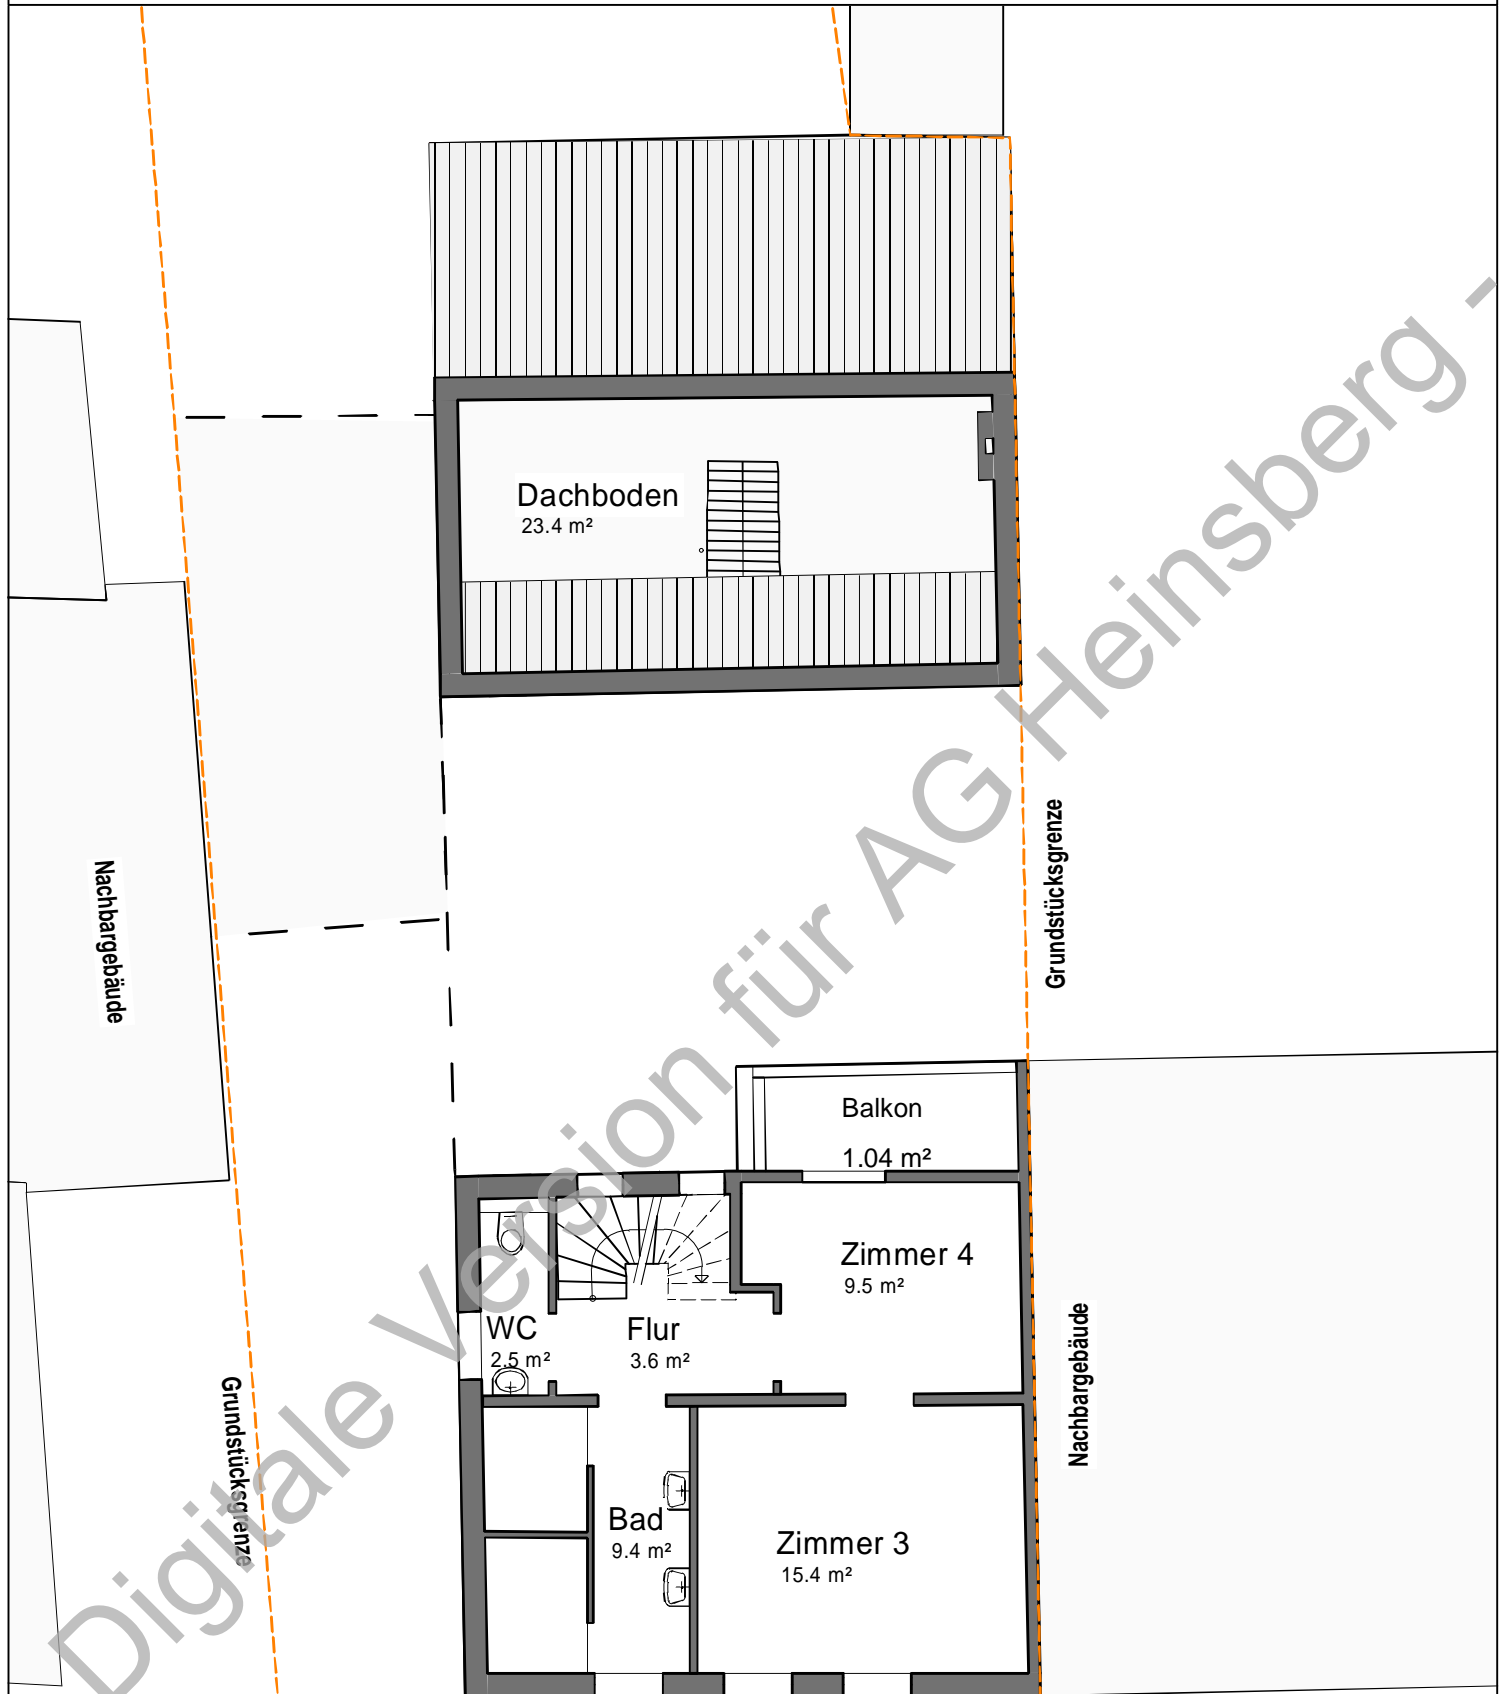 Dachboden
23.4 m²
Nachbargebäude
Grundstücksgrenze
Balkon
1.04 m²
Zimmer 4
9.5 m²
WC
2.5 m²
Flur
3.6 m²
Nachbargebäude
Grundstücksgrenze
Bad
9.4 m²
Zimmer 3
15.4 m²
Digitale Version für AG Heinsberg -